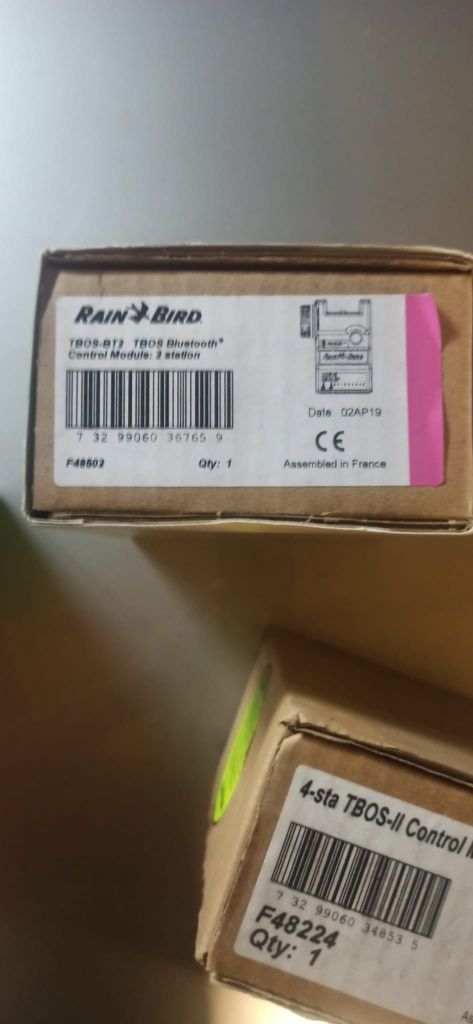 RAIN BIRD
TBOS-BT2 TBOS Bluetooth®
Control Module: 2 station
7 32 99060 36765 9
F48502 Qty: 1
Date 02AP19
CE
Assembled in France
4-sta TBOS-II Control
7 32 99060 34853 5
F48224
Qty: 1